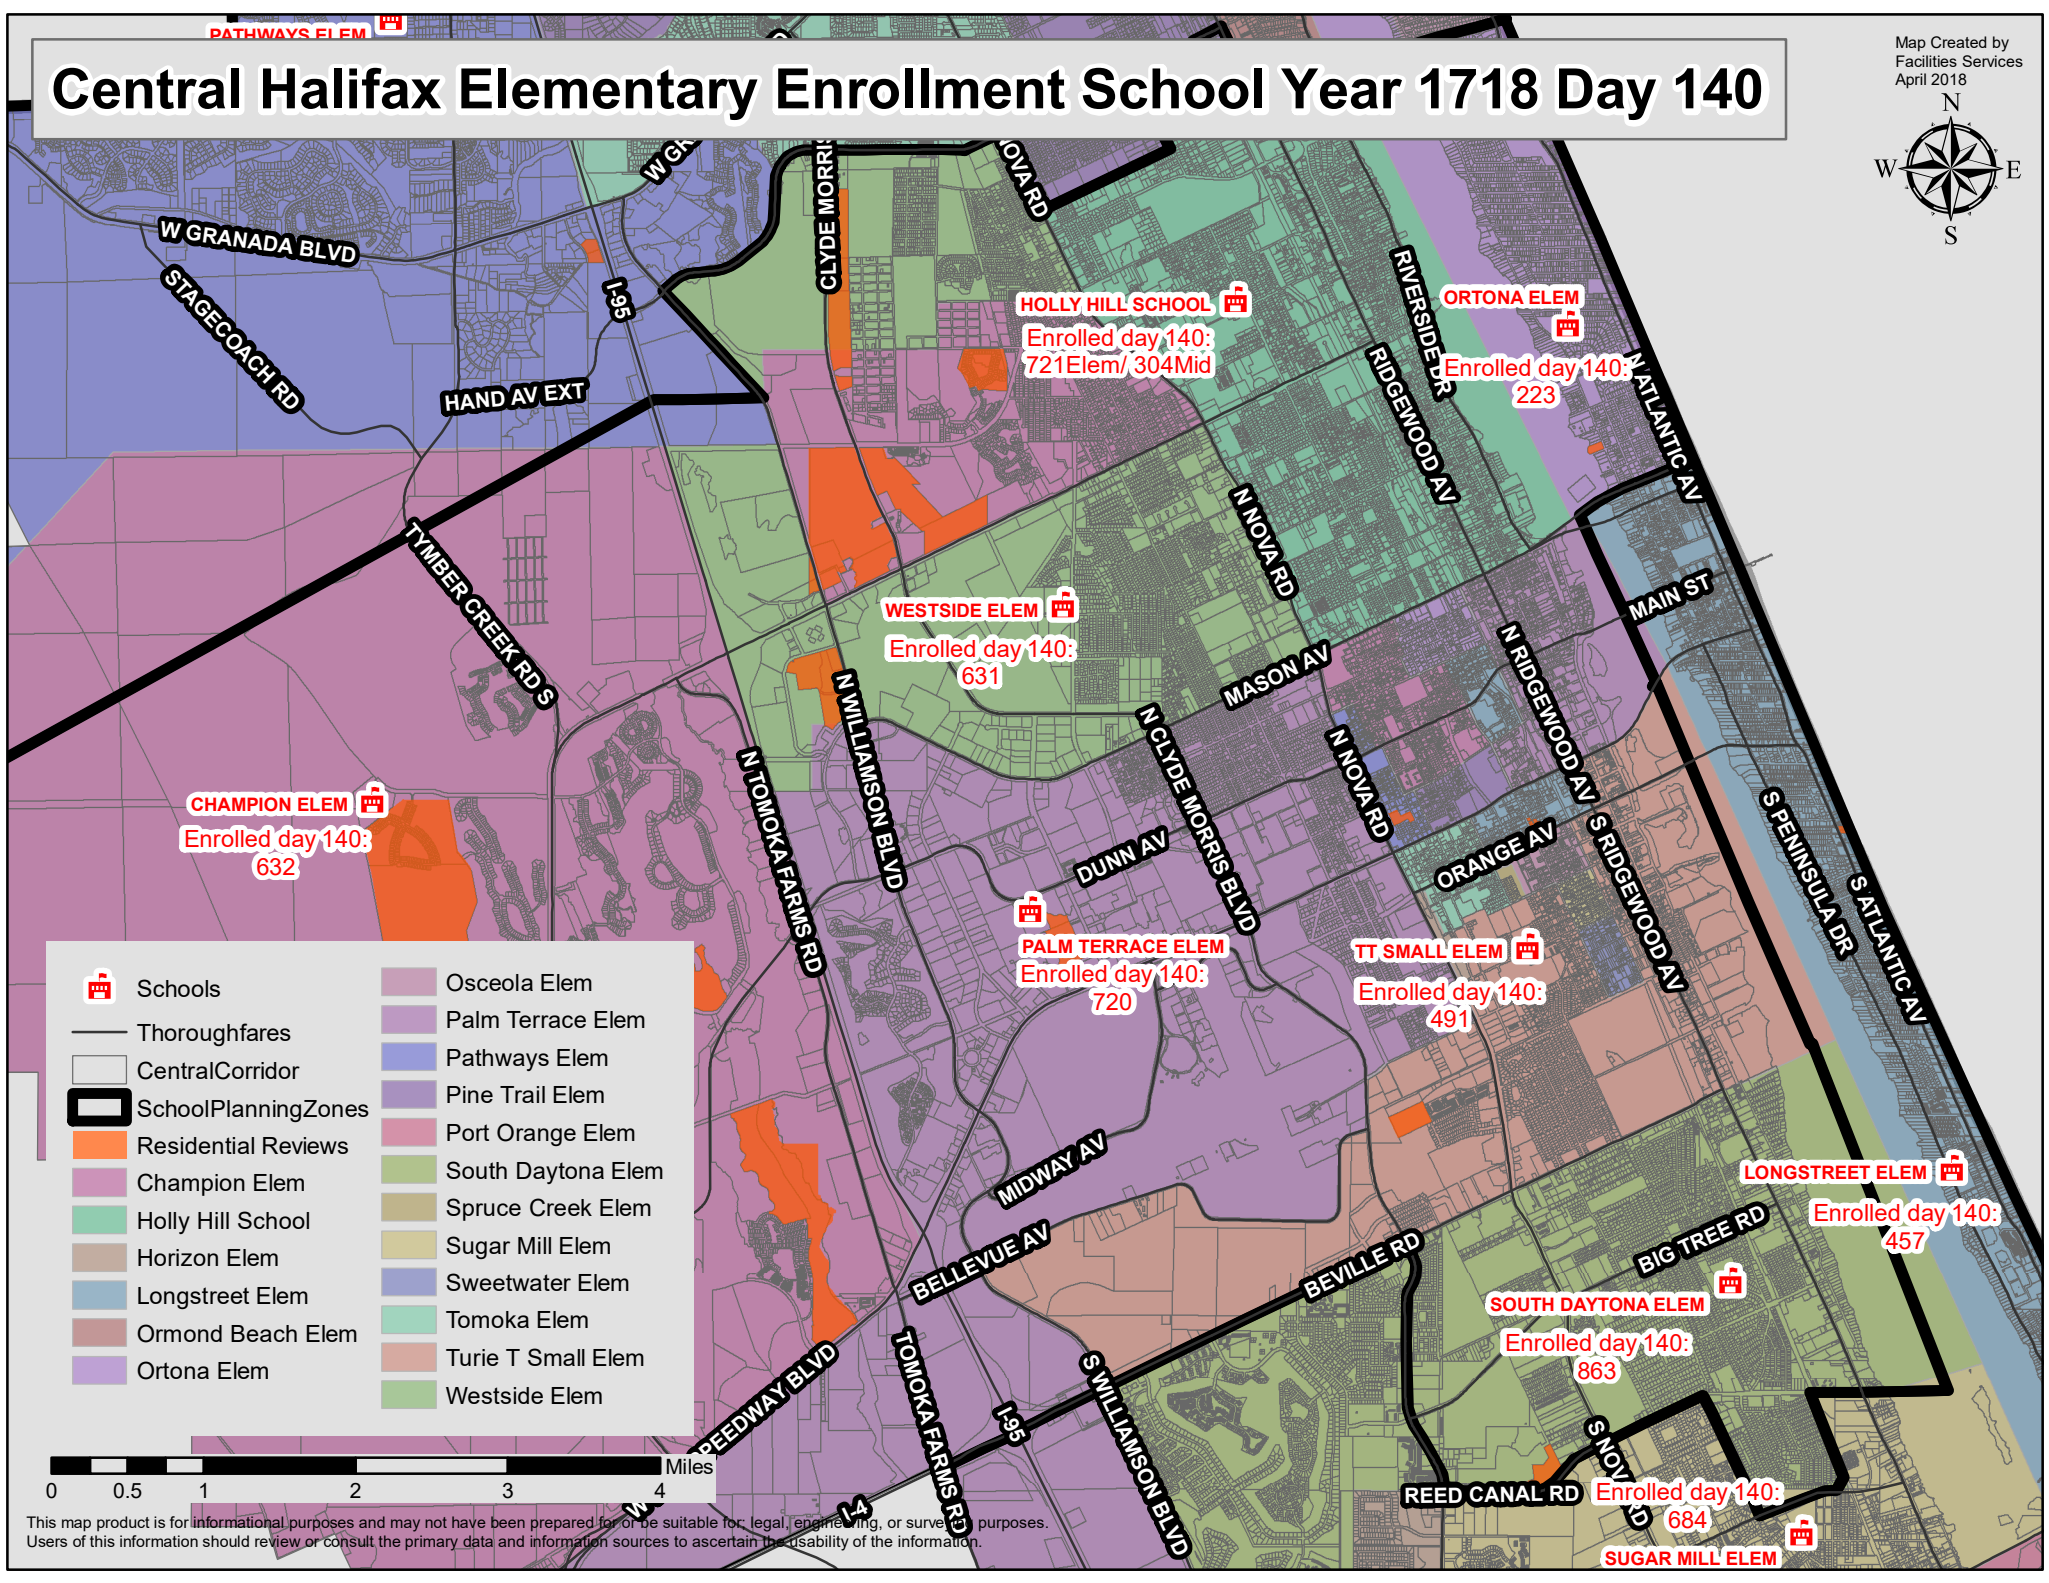 PATHWAYS ELEM
Central Halifax Elementary Enrollment School Year 1718 Day 140
Map Created by
Facilities Services
April 2018
N
W
E
S
W GRANADA BLVD
STAGECOACH RD
HAND AV EXT
I-95
W GR
CLYDE MORRI
NOVA RD
HOLLY HILL SCHOOL
Enrolled day 140:
721Elem/ 304Mid
RIVERSIDE DR
RIDGEWOOD AV
ORTONA ELEM
Enrolled day 140:
223
N ATLANTIC AV
TYMBER CREEK RD S
N NOVA RD
WESTSIDE ELEM
Enrolled day 140:
631
MAIN ST
MASON AV
N RIDGEWOOD AV
N WILLIAMSON BLVD
N TOMOKA FARMS RD
N CLYDE MORRIS BLVD
N NOVA RD
CHAMPION ELEM
Enrolled day 140:
632
DUNN AV
ORANGE AV
S RIDGEWOOD AV
S PENINSULA DR
S ATLANTIC AV
PALM TERRACE ELEM
Enrolled day 140:
720
TT SMALL ELEM
Enrolled day 140:
491
MIDWAY AV
BELLEVUE AV
BEVILLE RD
BIG TREE RD
LONGSTREET ELEM
Enrolled day 140:
457
SOUTH DAYTONA ELEM
Enrolled day 140:
863
TOMOKA FARMS RD
I-95
S WILLIAMSON BLVD
PEEDWAY BLVD
W
I-4
REED CANAL RD
S NOVA RD
Enrolled day 140:
684
SUGAR MILL ELEM
Schools
Thoroughfares
CentralCorridor
SchoolPlanningZones
Residential Reviews
Champion Elem
Holly Hill School
Horizon Elem
Longstreet Elem
Ormond Beach Elem
Ortona Elem
Osceola Elem
Palm Terrace Elem
Pathways Elem
Pine Trail Elem
Port Orange Elem
South Daytona Elem
Spruce Creek Elem
Sugar Mill Elem
Sweetwater Elem
Tomoka Elem
Turie T Small Elem
Westside Elem
Miles
0 0.5 1 2 3 4
This map product is for informational purposes and may not have been prepared for or be suitable for, legal, engineering, or surveying purposes.
Users of this information should review or consult the primary data and information sources to ascertain the usability of the information.